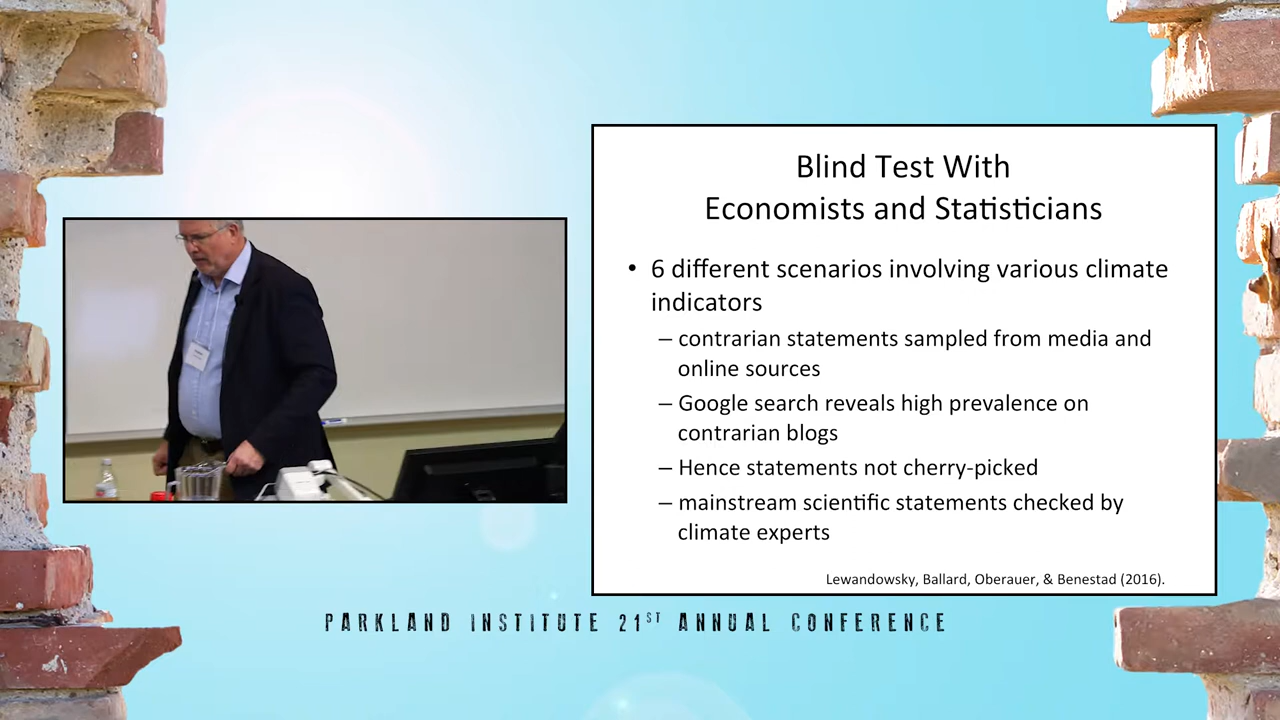 Blind Test With
Economists and Statisticians
• 6 different scenarios involving various climate
indicators
– contrarian statements sampled from media and
online sources
– Google search reveals high prevalence on
contrarian blogs
– Hence statements not cherry-picked
– mainstream scientific statements checked by
climate experts
Lewandowsky, Ballard, Oberauer, & Benestad (2016).
PARKLAND INSTITUTE 21ST ANNUAL CONFERENCE